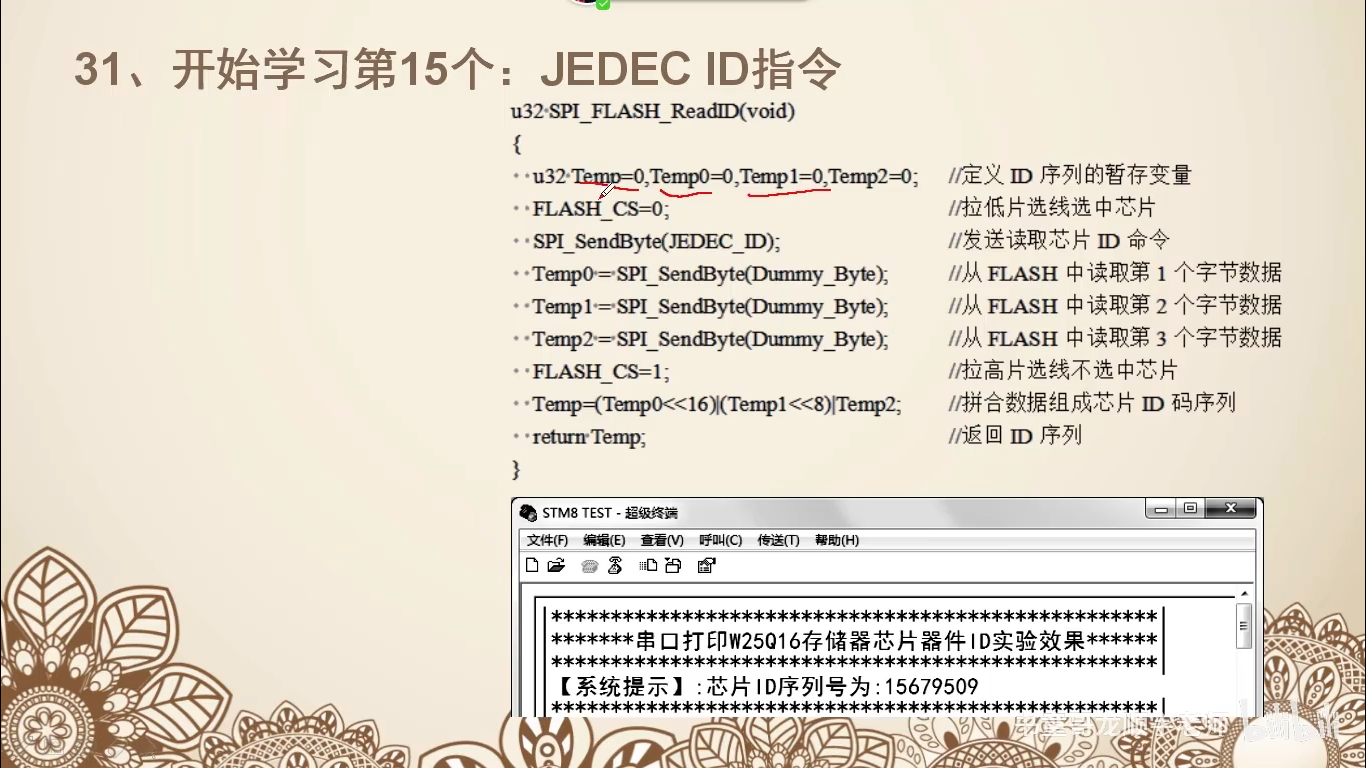 31、开始学习第15个：JEDEC ID指令
u32 SPI_FLASH_ReadID(void)
{
u32 Temp=0,Temp0=0,Temp1=0,Temp2=0; //定义 ID 序列的暂存变量
FLASH_CS=0; //拉低片选线选中芯片
SPI_SendByte(JEDEC_ID); //发送读取芯片 ID 命令
Temp0 = SPI_SendByte(Dummy_Byte); //从 FLASH 中读取第 1 个字节数据
Temp1 = SPI_SendByte(Dummy_Byte); //从 FLASH 中读取第 2 个字节数据
Temp2 = SPI_SendByte(Dummy_Byte); //从 FLASH 中读取第 3 个字节数据
FLASH_CS=1; //拉高片选线不选中芯片
Temp=(Temp0<<16)|(Temp1<<8)|Temp2; //拼合数据组成芯片 ID 码序列
return Temp; //返回 ID 序列
}
STM8 TEST - 超级终端
文件(F) 编辑(E) 查看(V) 呼叫(C) 传送(T) 帮助(H)
|***************************************************|
|*******串口打印W25Q16存储器芯片器件ID实验效果******|
|***************************************************|
【系统提示】:芯片ID序列号为:15679509
|***************************************************|
bilibili